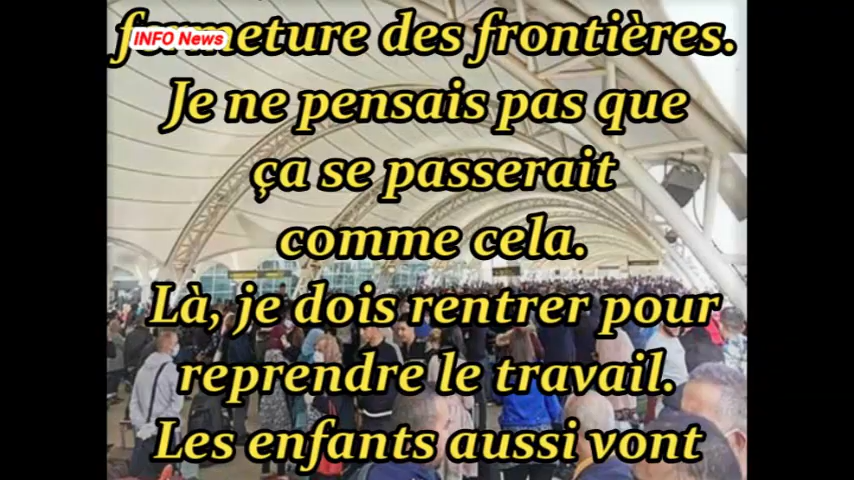 INFO News
fermeture des frontières.
Je ne pensais pas que
ça se passerait
comme cela.
Là, je dois rentrer pour
reprendre le travail.
Les enfants aussi vont